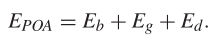 E_{POA} = E_b + E_g + E_d.